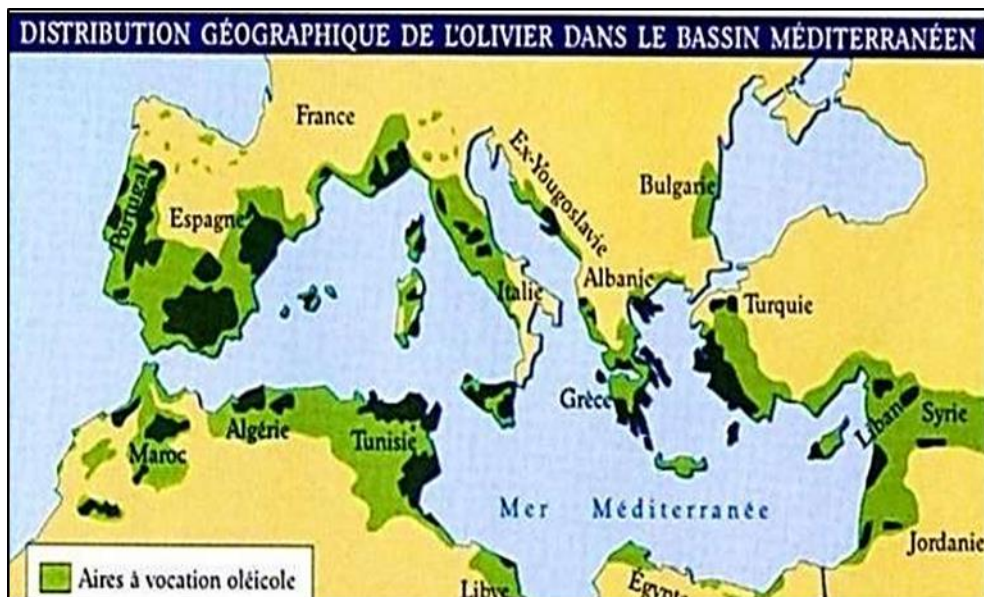 DISTRIBUTION GÉOGRAPHIQUE DE L'OLIVIER DANS LE BASSIN MÉDITERRANÉEN
France
Ex-Yougoslavie
Bulgarie
Portugal
Espagne
Albanie
Italie
Turquie
Grèce
Liban
Syrie
Algérie
Tunisie
Maroc
Mer Méditerranée
Jordanie
Aires à vocation oléicole
Libye
Égypte